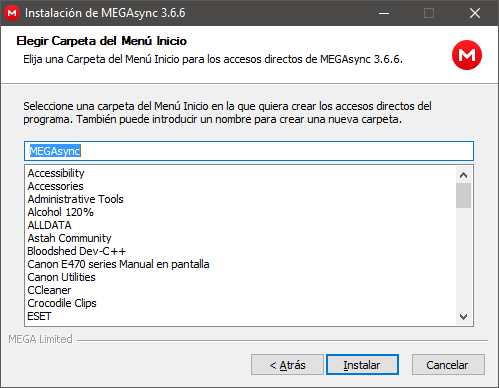 Instalación de MEGAsync 3.6.6
Elegir Carpeta del Menú Inicio
Elija una Carpeta del Menú Inicio para los accesos directos de MEGAsync 3.6.6.
M
Seleccione una carpeta del Menú Inicio en la que quiera crear los accesos directos del
programa. También puede introducir un nombre para crear una nueva carpeta.
MEGAsync
Accessibility
Accessories
Administrative Tools
Alcohol 120%
ALLDATA
Astah Community
Bloodshed Dev-C++
Canon E470 series Manual en pantalla
Canon Utilities
CCleaner
Crocodile Clips
ESET
MEGA Limited
< Atrás
Instalar
Cancelar